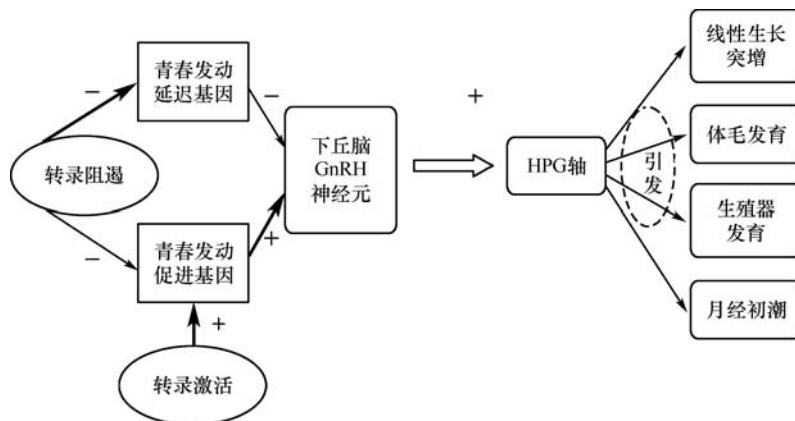 青春发动
延迟基因
转录阻遏
青春发动
促进基因
转录激活
下丘脑
GnRH
神经元
HPG轴
引
发
线性生长
突增
体毛发育
生殖器
发育
月经初潮
−
−
−
+
+
+